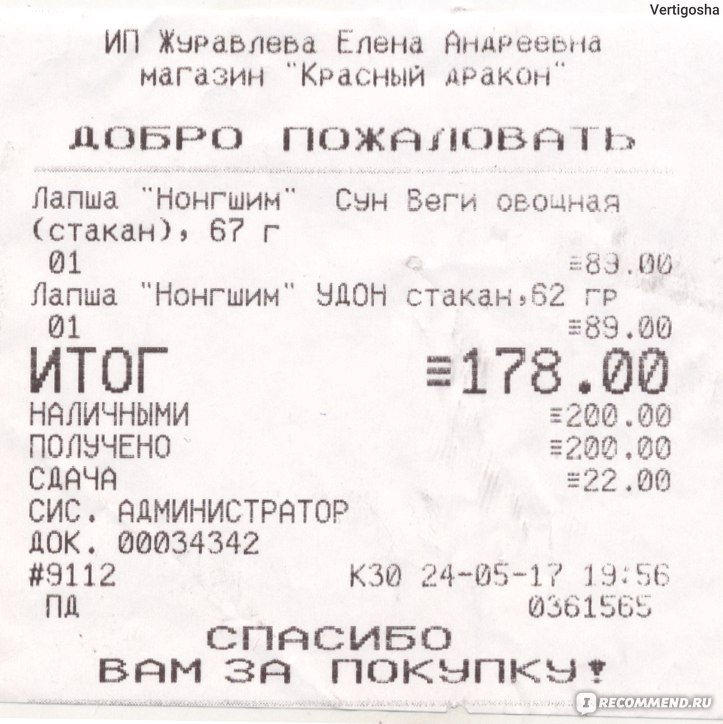 Vertigosha
ИП Журавлева Елена Андреевна
магазин "Красный дракон"
ДОБРО ПОЖАЛОВАТЬ
Лапша "Нонгшим" Сун Веги овощная
(стакан), 67 г
01 ≡89.00
Лапша "Нонгшим" УДОН стакан,62 гр
01 ≡89.00
ИТОГ ≡178.00
НАЛИЧНЫМИ ≡200.00
ПОЛУЧЕНО ≡200.00
СДАЧА ≡22.00
СИС. АДМИНИСТРАТОР
ДОК. 00034342
#9112 К30 24-05-17 19:56
ПД 0361565
СПАСИБО
ВАМ ЗА ПОКУПКУ!
I RECOMMEND.RU